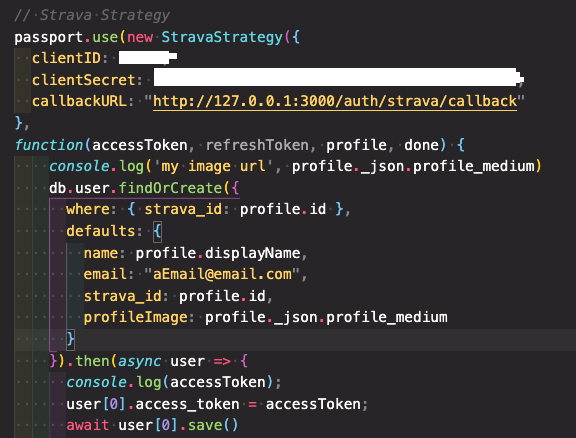 // Strava Strategy
passport.use(new StravaStrategy({
clientID:
clientSecret:                                        ,
callbackURL: "http://127.0.0.1:3000/auth/strava/callback"
},
function(accessToken, refreshToken, profile, done) {
console.log('my image url', profile._json.profile_medium)
db.user.findOrCreate({
where: { strava_id: profile.id },
defaults: {
name: profile.displayName,
email: "aEmail@email.com",
strava_id: profile.id,
profileImage: profile._json.profile_medium
}
}).then(async user => {
console.log(accessToken);
user[0].access_token = accessToken;
await user[0].save()